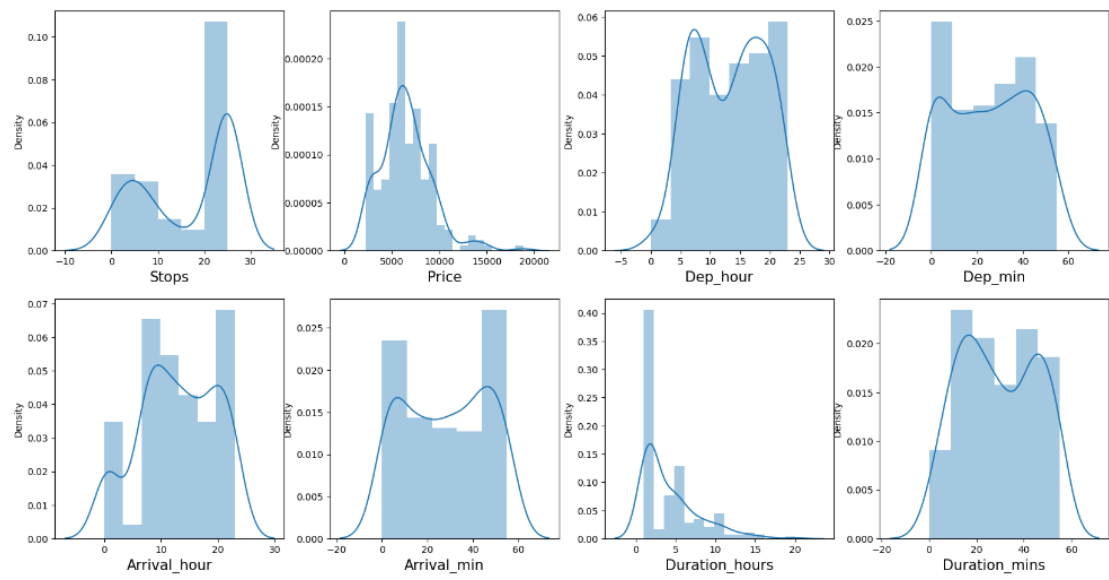 Density
0.10
0.08
0.06
0.04
0.02
0.00
−10 0 10 20 30
Stops
Density
0.00020
0.00015
0.00010
0.00005
0.00000
0 5000 10000 15000 20000
Price
Density
0.06
0.05
0.04
0.03
0.02
0.01
0.00
−5 0 5 10 15 20 25 30
Dep_hour
Density
0.025
0.020
0.015
0.010
0.005
0.000
−20 0 20 40 60
Dep_min
Density
0.07
0.06
0.05
0.04
0.03
0.02
0.01
0.00
0 10 20 30
Arrival_hour
Density
0.025
0.020
0.015
0.010
0.005
0.000
−20 0 20 40 60
Arrival_min
Density
0.40
0.35
0.30
0.25
0.20
0.15
0.10
0.05
0.00
0 5 10 15 20
Duration_hours
Density
0.020
0.015
0.010
0.005
0.000
−20 0 20 40 60
Duration_mins